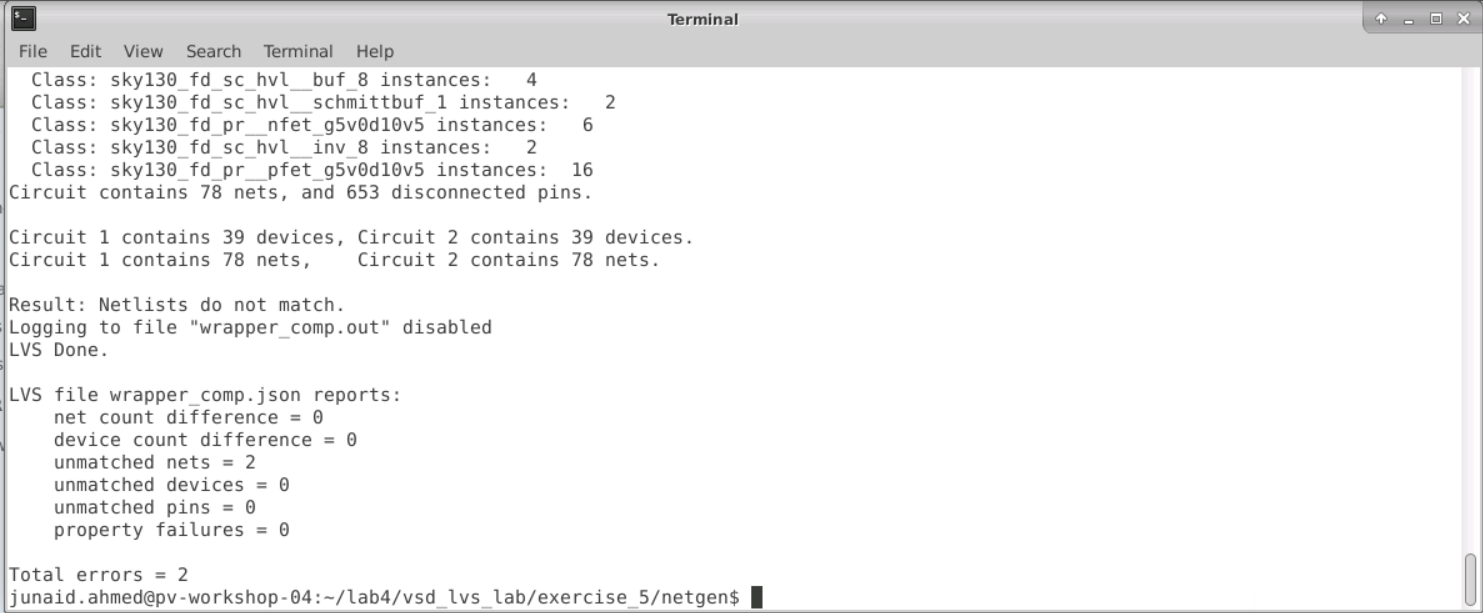 Terminal
File Edit View Search Terminal Help
Class: sky130_fd_sc_hvl__buf_8 instances:   4
Class: sky130_fd_sc_hvl__schmittbuf_1 instances:   2
Class: sky130_fd_pr__nfet_g5v0d10v5 instances:   6
Class: sky130_fd_sc_hvl__inv_8 instances:   2
Class: sky130_fd_pr__pfet_g5v0d10v5 instances:  16
Circuit contains 78 nets, and 653 disconnected pins.
Circuit 1 contains 39 devices, Circuit 2 contains 39 devices.
Circuit 1 contains 78 nets,    Circuit 2 contains 78 nets.
Result: Netlists do not match.
Logging to file "wrapper_comp.out" disabled
LVS Done.
LVS file wrapper_comp.json reports:
net count difference = 0
device count difference = 0
unmatched nets = 2
unmatched devices = 0
unmatched pins = 0
property failures = 0
Total errors = 2
junaid.ahmed@pv-workshop-04:~/lab4/vsd_lvs_lab/exercise_5/netgen$